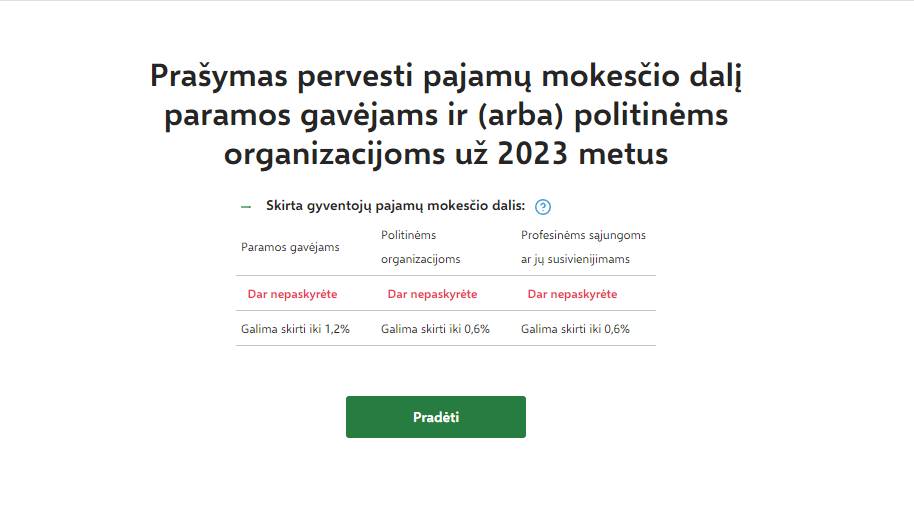 Prašymas pervesti pajamų mokesčio dalį
paramos gavėjams ir (arba) politinėms
organizacijoms už 2023 metus
Skirta gyventojų pajamų mokesčio dalis: ?
Paramos gavėjams
Politinėms
organizacijoms
Profesinėms sąjungoms
ar jų susivienijimams
Dar nepaskyrėte Dar nepaskyrėte Dar nepaskyrėte
Galima skirti iki 1,2% Galima skirti iki 0,6% Galima skirti iki 0,6%
Pradėti